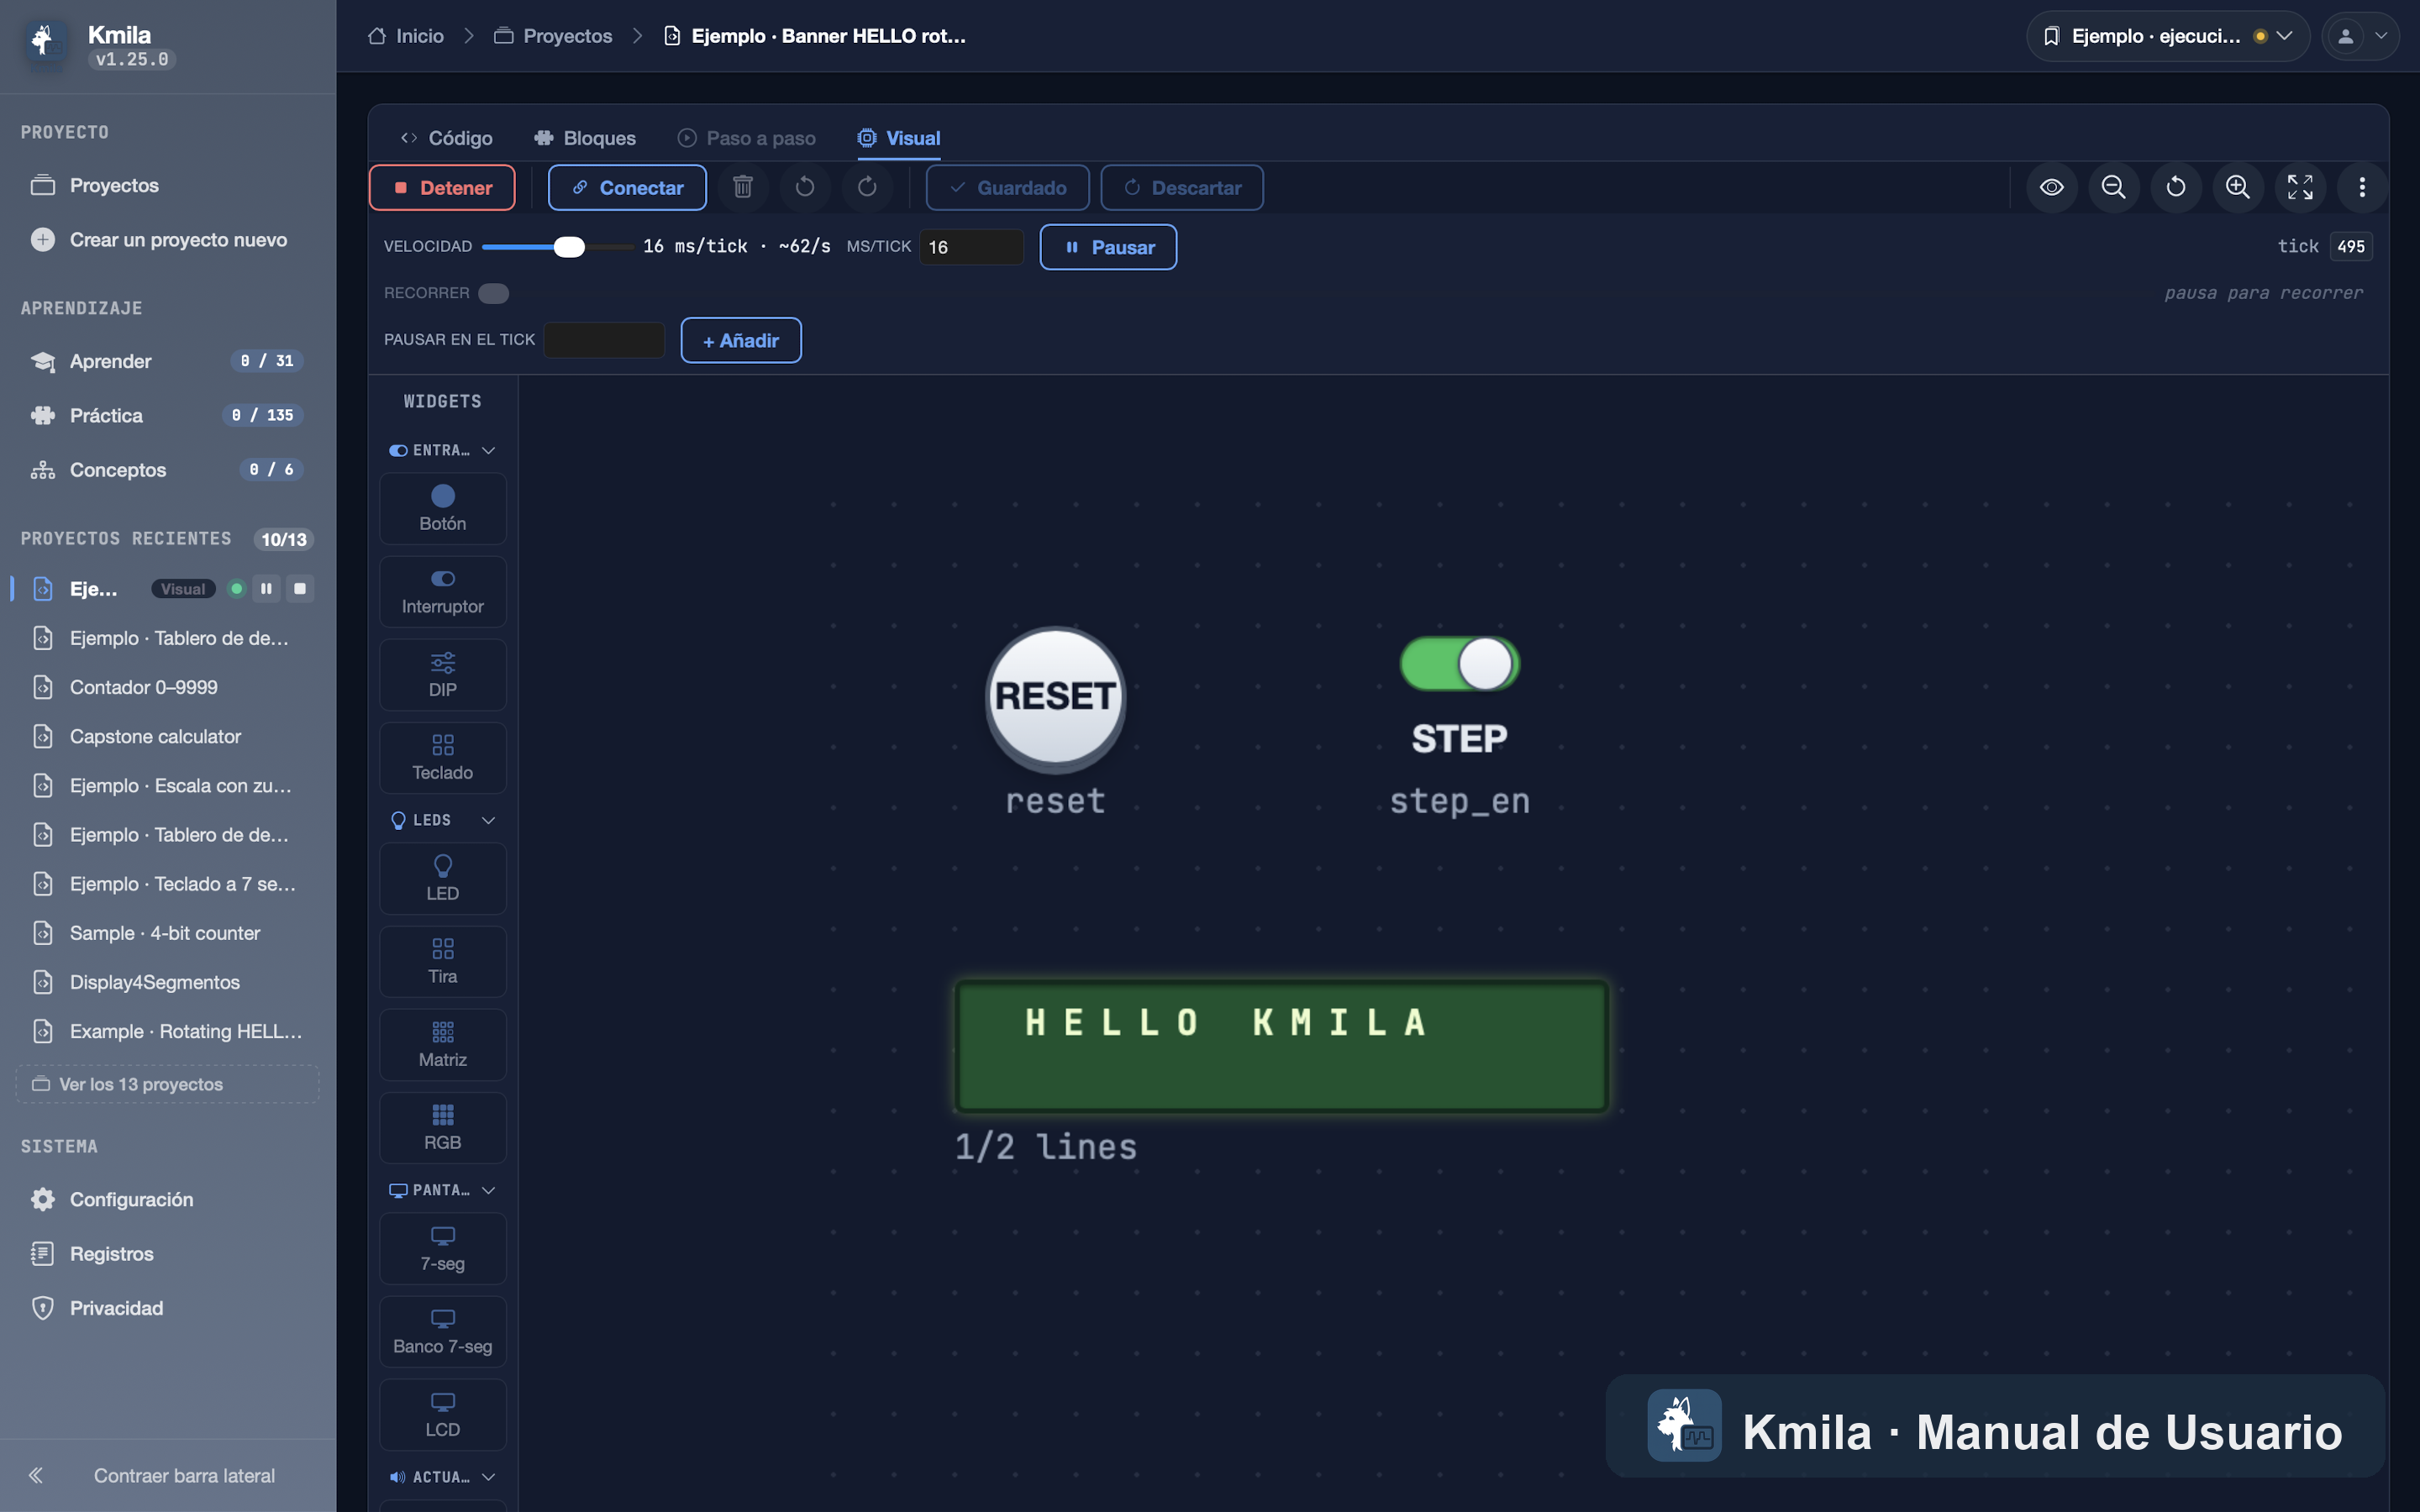 Kmila
v1.25.0
PROYECTO
Proyectos
Crear un proyecto nuevo
APRENDIZAJE
Aprender 0 / 31
Práctica 0 / 135
Conceptos 0 / 6
PROYECTOS RECIENTES 10/13
Eje... Visual
Ejemplo · Tablero de de...
Contador 0–9999
Capstone calculator
Ejemplo · Escala con zu...
Ejemplo · Tablero de de...
Ejemplo · Teclado a 7 se...
Sample · 4-bit counter
Display4Segmentos
Example · Rotating HELL...
Ver los 13 proyectos
SISTEMA
Configuración
Registros
Privacidad
Contraer barra lateral
Inicio
Proyectos
Ejemplo · Banner HELLO rot...
Ejemplo · ejecuci...
Código
Bloques
Paso a paso
Visual
Detener
Conectar
Guardado
Descartar
VELOCIDAD 16 ms/tick · ~62/s MS/TICK 16 Pausar tick 495
RECORRER pausa para recorrer
PAUSAR EN EL TICK + Añadir
WIDGETS
ENTRA...
Botón
Interruptor
DIP
Teclado
LEDS
LED
Tira
Matriz
RGB
PANTA...
7-seg
Banco 7-seg
LCD
ACTUA...
RESET
reset
STEP
step_en
HELLO KMILA
1/2 lines
Kmila · Manual de Usuario